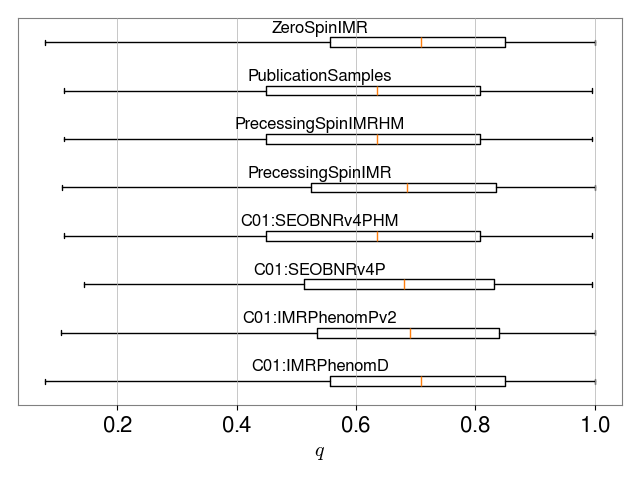 ZeroSpinIMR
PublicationSamples
PrecessingSpinIMRHM
PrecessingSpinIMR
C01:SEOBNRv4PHM
C01:SEOBNRv4P
C01:IMRPhenomPv2
C01:IMRPhenomD
0.2 0.4 0.6 0.8 1.0
q